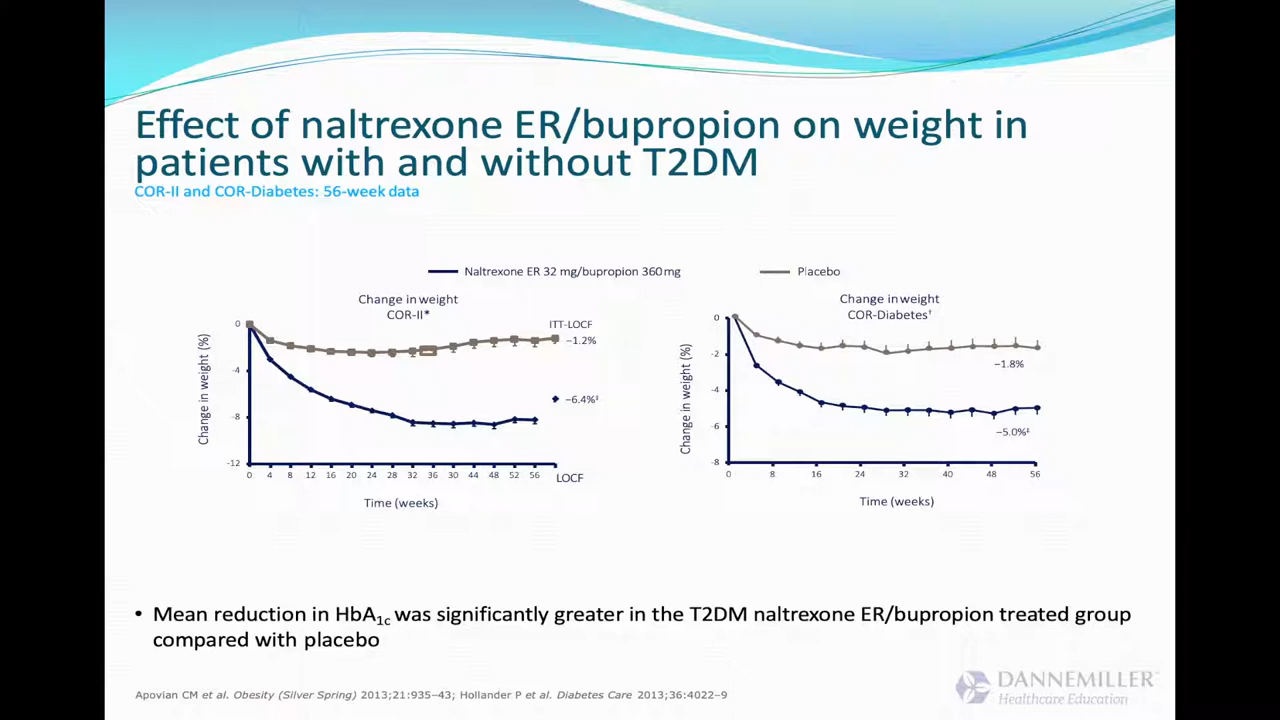 Effect of naltrexone ER/bupropion on weight in
patients with and without T2DM
COR-II and COR-Diabetes: 56-week data
Naltrexone ER 32 mg/bupropion 360mg
Placebo
Change in weight
COR-II*
ITT-LOCF
−1.2%
−6.4%‡
0
-4
-8
-12
Change in weight (%)
0 4 8 12 16 20 24 28 32 36 30 44 48 52 56
LOCF
Time (weeks)
Change in weight
COR-Diabetes†
0
-2
-4
-6
-8
Change in weight (%)
−1.8%
−5.0%‡
0 8 16 24 32 40 48 56
Time (weeks)
• Mean reduction in HbA1c was significantly greater in the T2DM naltrexone ER/bupropion treated group
compared with placebo
Apovian CM et al. Obesity (Silver Spring) 2013;21:935–43; Hollander P et al. Diabetes Care 2013;36:4022–9
DANNEMILLER
Healthcare Education